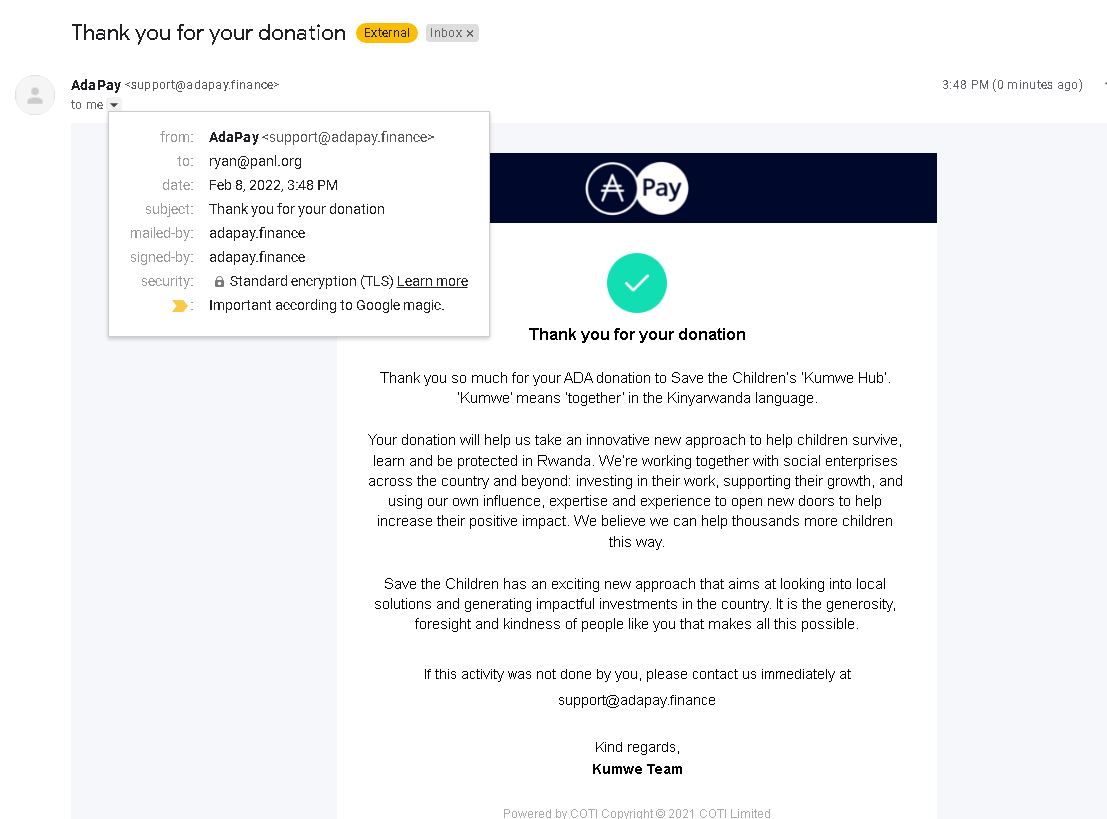 Thank you for your donation External Inbox ×
AdaPay <support@adapay.finance> 3:48 PM (0 minutes ago)
to me
from: AdaPay <support@adapay.finance>
to: ryan@panl.org
date: Feb 8, 2022, 3:48 PM
subject: Thank you for your donation
mailed-by: adapay.finance
signed-by: adapay.finance
security: Standard encryption (TLS) Learn more
: Important according to Google magic.
Pay
Thank you for your donation
Thank you so much for your ADA donation to Save the Children's 'Kumwe Hub'.
'Kumwe' means 'together' in the Kinyarwanda language.
Your donation will help us take an innovative new approach to help children survive,
learn and be protected in Rwanda. We're working together with social enterprises
across the country and beyond: investing in their work, supporting their growth, and
using our own influence, expertise and experience to open new doors to help
increase their positive impact. We believe we can help thousands more children
this way.
Save the Children has an exciting new approach that aims at looking into local
solutions and generating impactful investments in the country. It is the generosity,
foresight and kindness of people like you that makes all this possible.
If this activity was not done by you, please contact us immediately at
support@adapay.finance
Kind regards,
Kumwe Team
Powered by COTI Copyright © 2021 COTI Limited